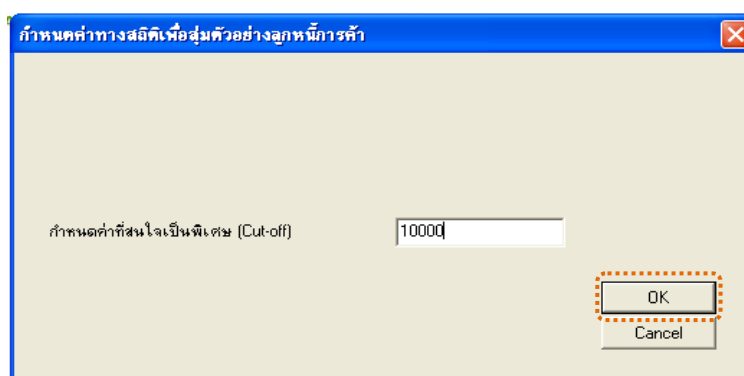 กำหนดค่าทางสถิติเพื่อสุ่มตัวอย่างลูกหนี้การค้า
กำหนดค่าที่สนใจเป็นพิเศษ (Cut-off) 10000
OK
Cancel